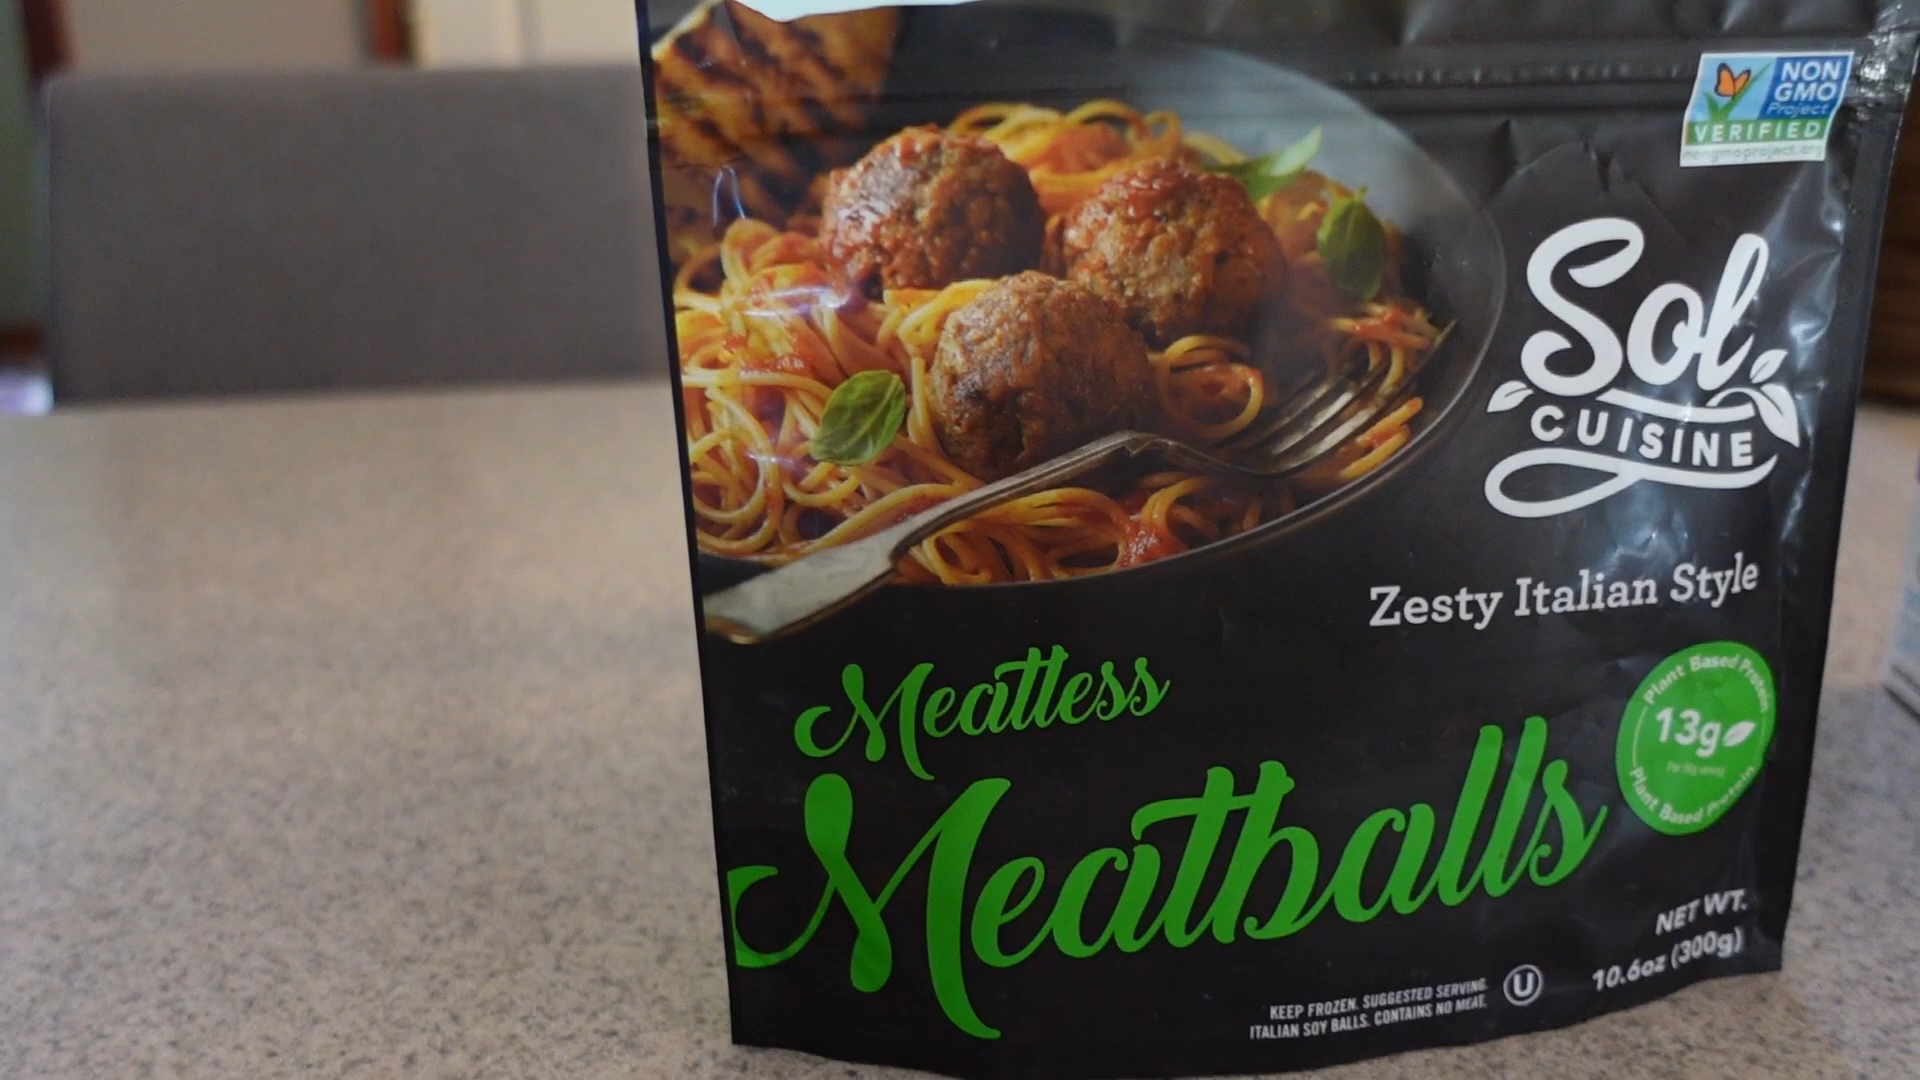 NON
GMO
Project
VERIFIED
nongmoproject.org
Sol
CUISINE
Zesty Italian Style
Meatless
Meatballs
Plant Based Protein
13g
Plant Based Protein
NET WT.
10.6oz (300g)
KEEP FROZEN. SUGGESTED SERVING.
ITALIAN SOY BALLS. CONTAINS NO MEAT.
U